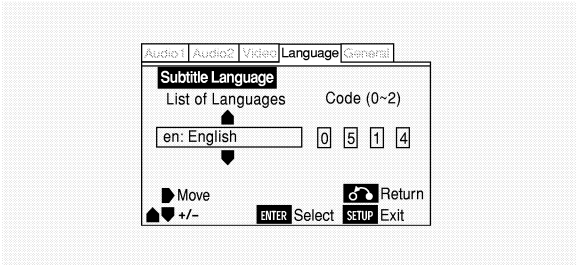 Audio1 Audio2 Video Language General
Subtitle Language
List of Languages Code (0~2)
en: English 0 5 1 4
Move Return
+/– ENTER Select SETUP Exit